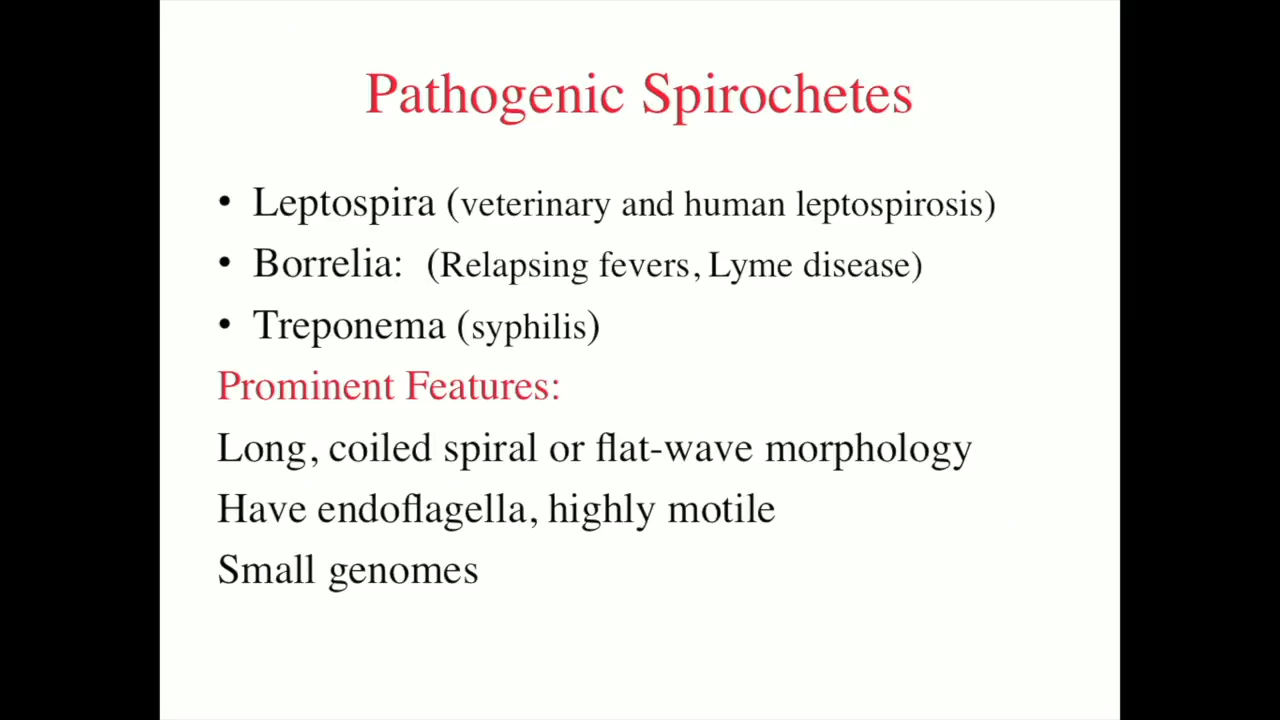 Pathogenic Spirochetes
• Leptospira (veterinary and human leptospirosis)
• Borrelia: (Relapsing fevers, Lyme disease)
• Treponema (syphilis)
Prominent Features:
Long, coiled spiral or flat-wave morphology
Have endoflagella, highly motile
Small genomes